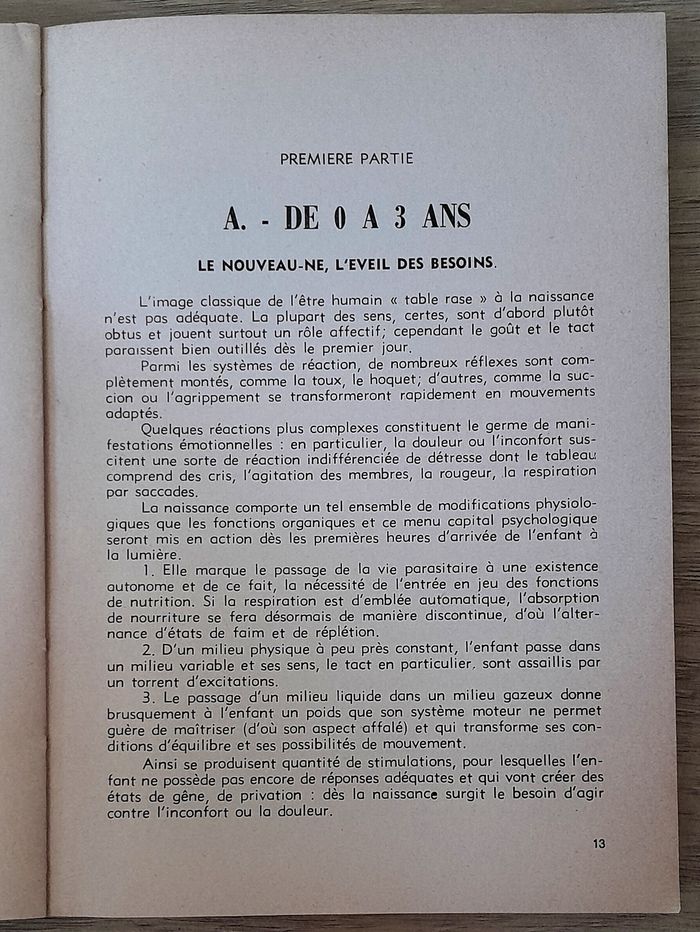 PREMIERE PARTIE
A. - DE 0 A 3 ANS
LE NOUVEAU-NE, L'EVEIL DES BESOINS.
L'image classique de l'être humain « table rase » à la naissance
n'est pas adéquate. La plupart des sens, certes, sont d'abord plutôt
obtus et jouent surtout un rôle affectif; cependant le goût et le tact
paraissent bien outillés dès le premier jour.
Parmi les systèmes de réaction, de nombreux réflexes sont com-
plètement montés, comme la toux, le hoquet; d'autres, comme la suc-
cion ou l'agrippement se transformeront rapidement en mouvements
adaptés.
Quelques réactions plus complexes constituent le germe de mani-
festations émotionnelles : en particulier, la douleur ou l'inconfort sus-
citent une sorte de réaction indifférenciée de détresse dont le tableau
comprend des cris, l'agitation des membres, la rougeur, la respiration
par saccades.
La naissance comporte un tel ensemble de modifications physiolo-
giques que les fonctions organiques et ce menu capital psychologique
seront mis en action dès les premières heures d'arrivée de l'enfant à
la lumière.
1. Elle marque le passage de la vie parasitaire à une existence
autonome et de ce fait, la nécessité de l'entrée en jeu des fonctions
de nutrition. Si la respiration est d'emblée automatique, l'absorption
de nourriture se fera désormais de manière discontinue, d'où l'alter-
nance d'états de faim et de réplétion.
2. D'un milieu physique à peu près constant, l'enfant passe dans
un milieu variable et ses sens, le tact en particulier. sont assaillis par
un torrent d'excitations.
3. Le passage d'un milieu liquide dans un milieu gazeux donne
brusquement à l'enfant un poids que son système moteur ne permet
guère de maîtriser (d'où son aspect affalé) et qui transforme ses con-
ditions d'équilibre et ses possibilités de mouvement.
Ainsi se produisent quantité de stimulations, pour lesquelles l'en-
fant ne possède pas encore de réponses adéquates et qui vont créer des
états de gêne, de privation : dès la naissance surgit le besoin d'agir
contre l'inconfort ou la douleur.
13